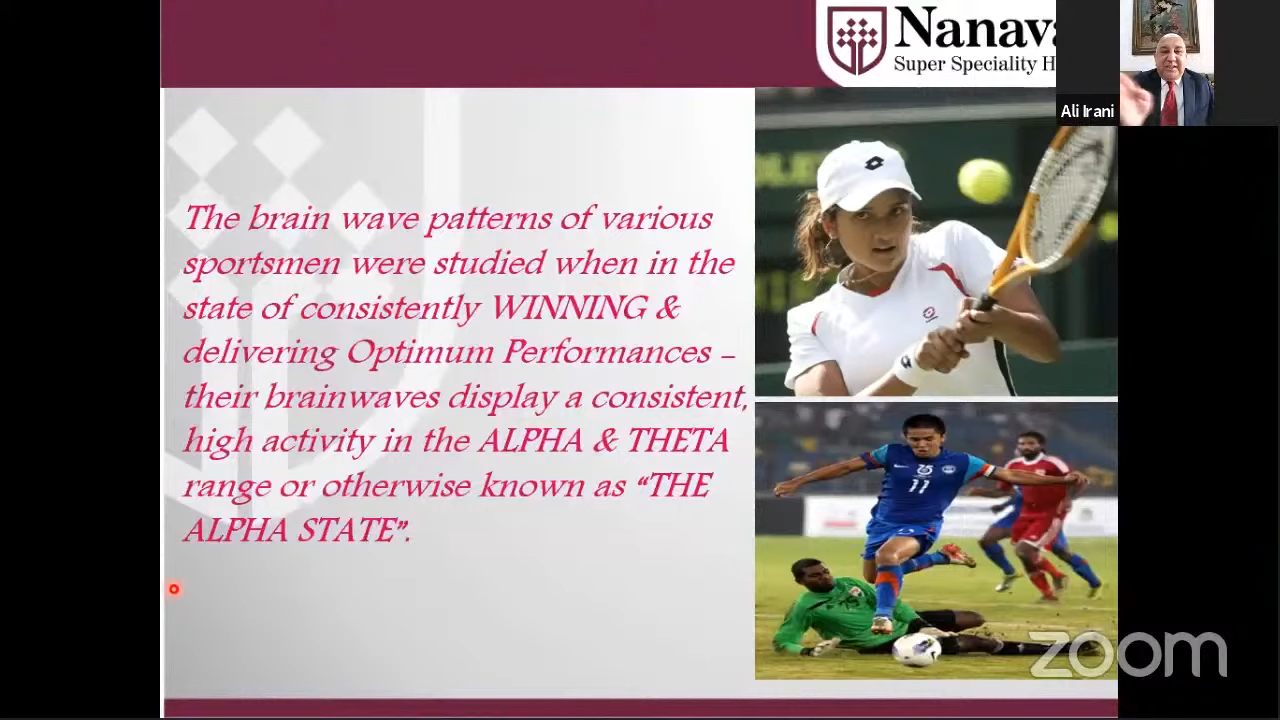 Nanava
Super Speciality H
Ali Irani
The brain wave patterns of various
sportsmen were studied when in the
state of consistently WINNING &
delivering Optimum Performances –
their brainwaves display a consistent,
high activity in the ALPHA & THETA
range or otherwise known as “THE
ALPHA STATE”.
11
zoom